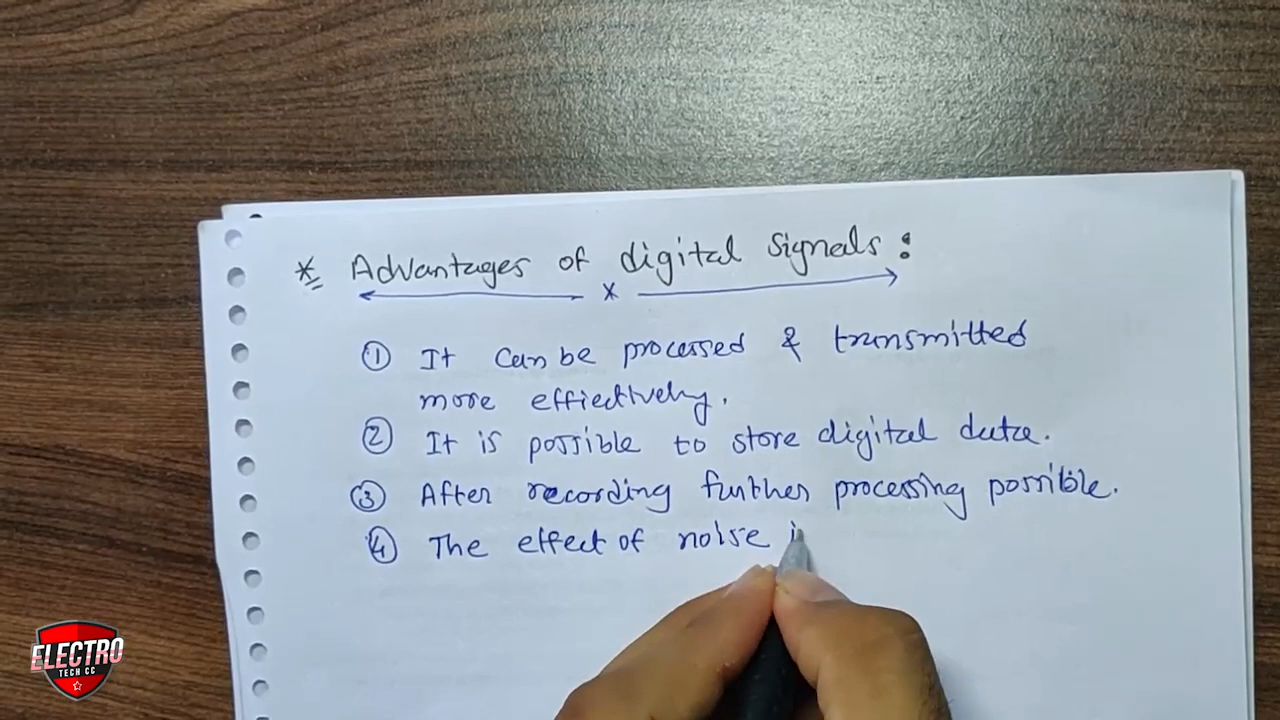 * Advantages of digital signals :
① It can be processed & transmitted
more effiectively.
② It is possible to store digital data.
③ After recording further processing possible.
④ The effect of noise i
ELECTRO
TECH CC